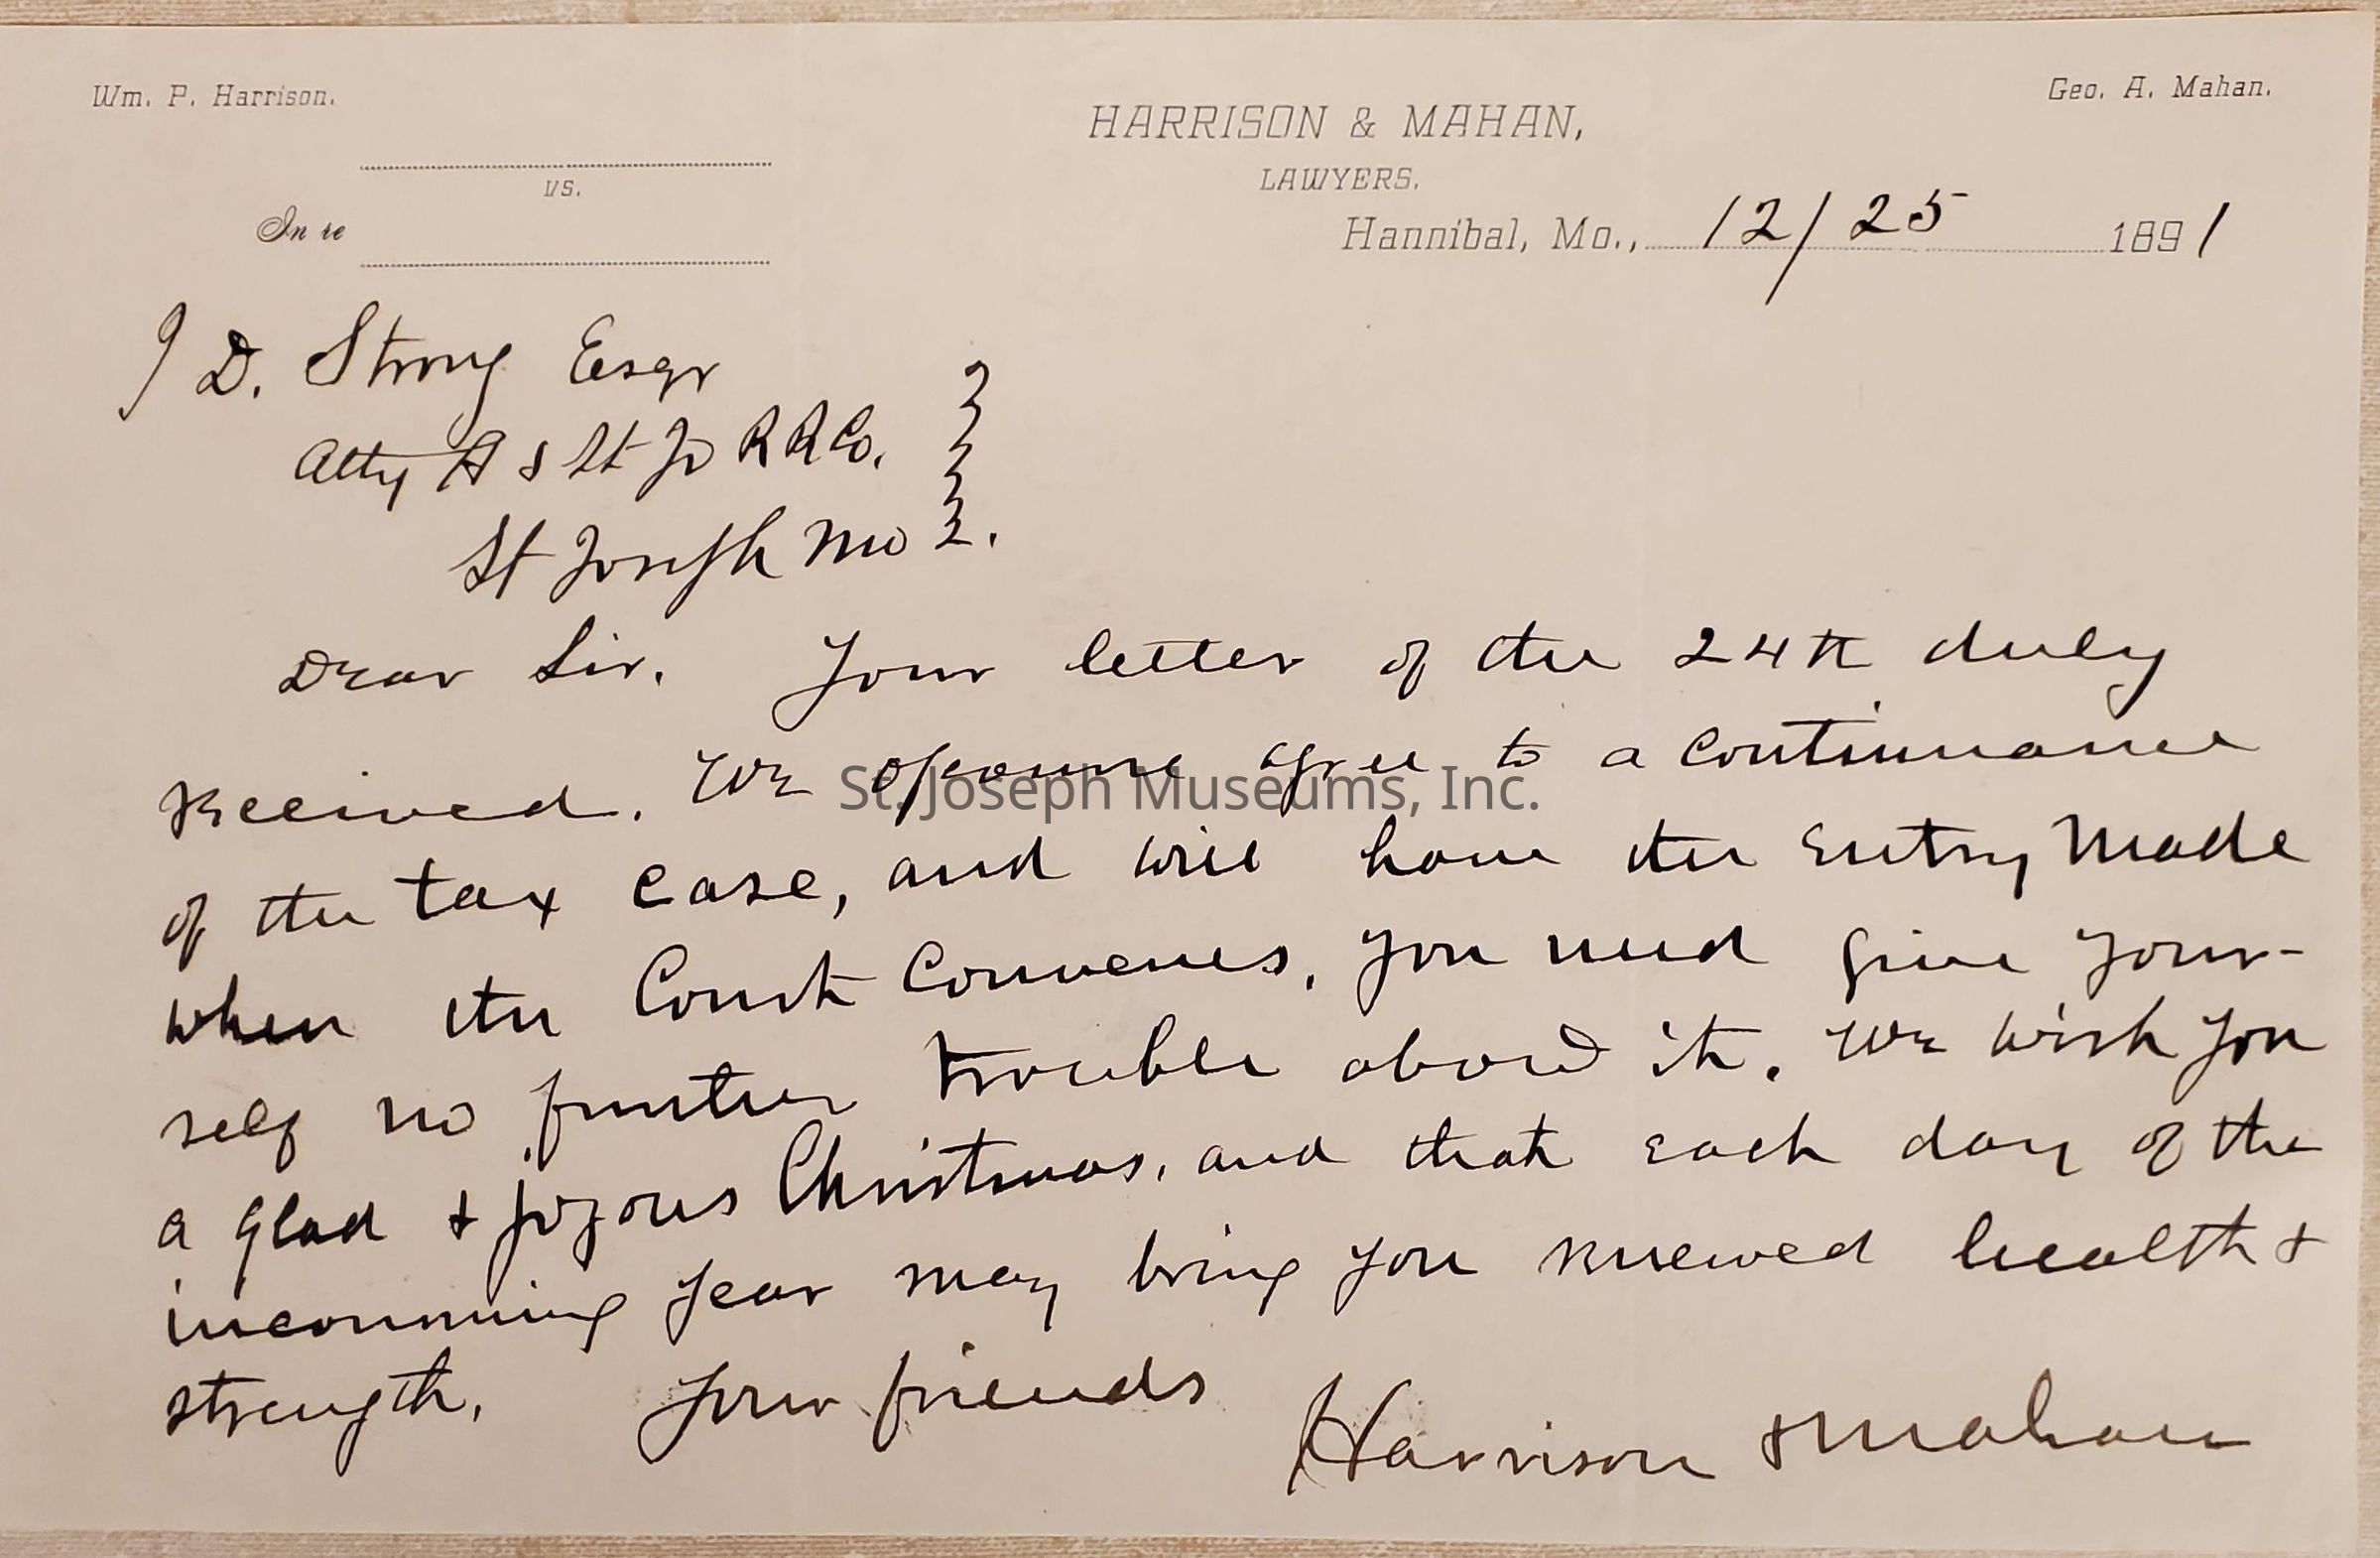 Wm. P. Harrison.
Geo. A. Mahan.
HARRISON & MAHAN,
LAWYERS.
vs.
In re
Hannibal, Mo., 12/25 1891
J D. Strong Esqr
Atty H & St Jo R R Co.
St Joseph Mo.
Dear Sir. Your letter of the 24th duly
Received. We of course agree to a Continuance
St. Joseph Museums, Inc.
of the tax case, and will have the Entry Made
when the Court Convenes, you need give your-
self no further trouble about it. We wish you
a glad & joyous Christmas, and that each day of the
incomming year may bring you renewed health &
strength. Your friends
Harrison & Mahan